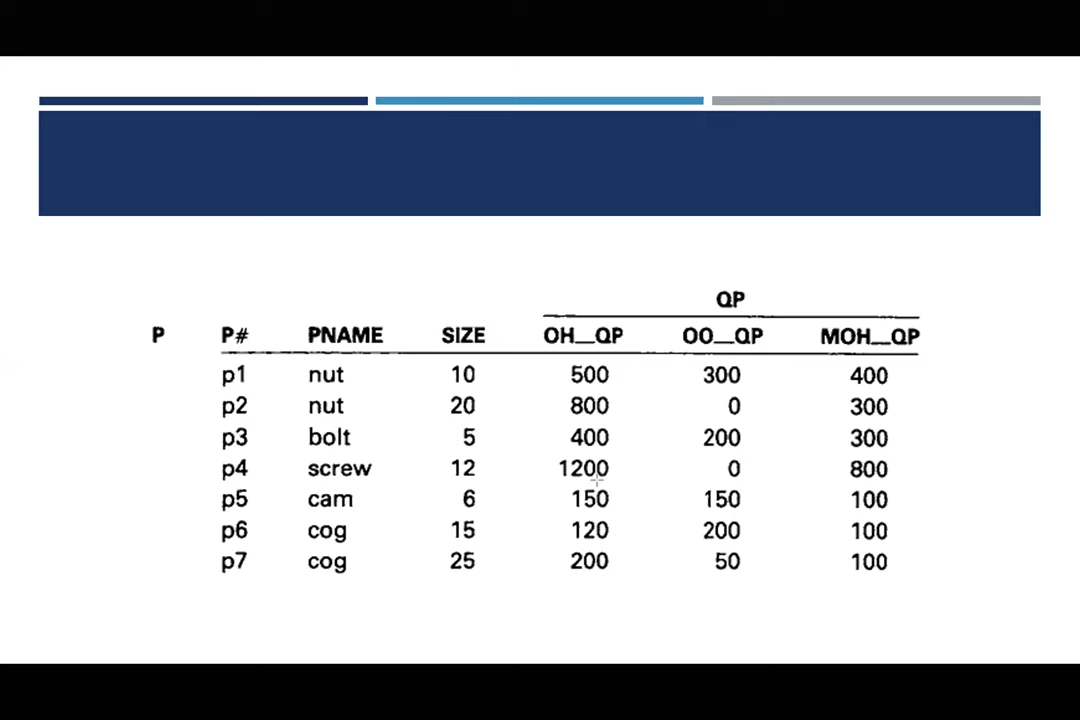 QP
P P# PNAME SIZE OH__QP OO__QP MOH__QP
p1 nut 10 500 300 400
p2 nut 20 800 0 300
p3 bolt 5 400 200 300
p4 screw 12 1200 0 800
p5 cam 6 150 150 100
p6 cog 15 120 200 100
p7 cog 25 200 50 100